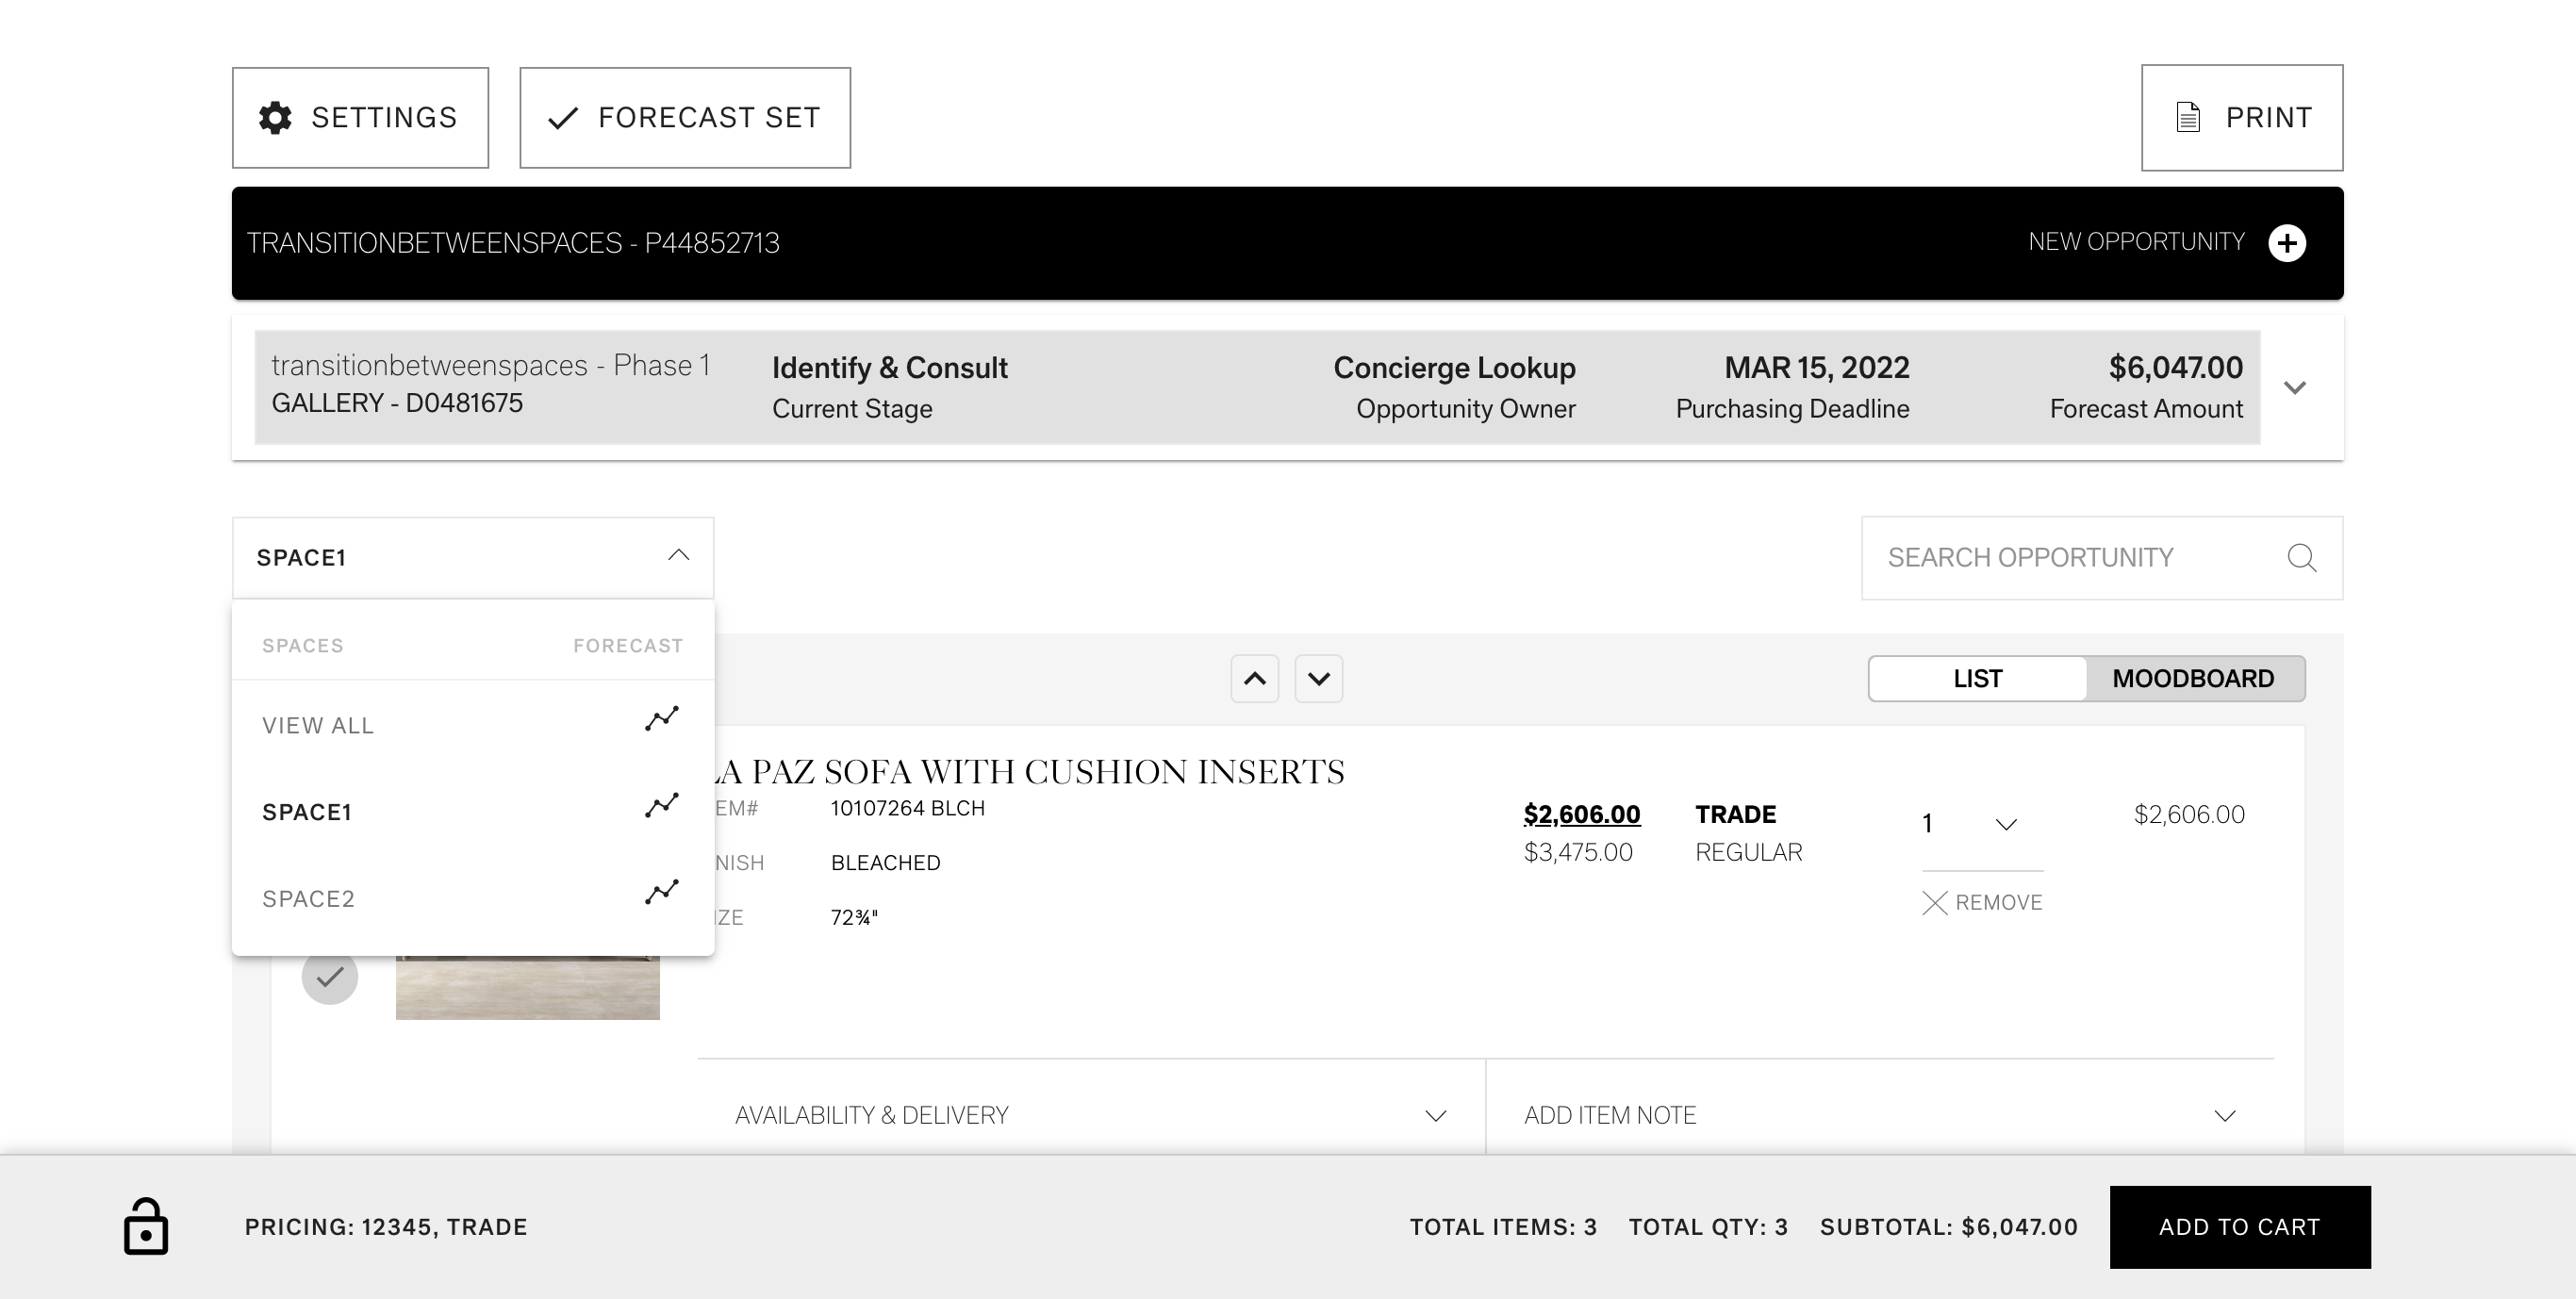 SETTINGS
FORECAST SET
PRINT
TRANSITIONBETWEENSPACES - P44852713
NEW OPPORTUNITY
transitionbetweenspaces - Phase 1
GALLERY - D0481675
Identify & Consult
Current Stage
Concierge Lookup
Opportunity Owner
MAR 15, 2022
Purchasing Deadline
$6,047.00
Forecast Amount
SPACE1
SEARCH OPPORTUNITY
SPACES FORECAST
VIEW ALL
SPACE1
SPACE2
LIST
MOODBOARD
LA PAZ SOFA WITH CUSHION INSERTS
EM# 10107264 BLCH
NISH BLEACHED
IZE 72¾"
$2,606.00 TRADE
$3,475.00 REGULAR
1
REMOVE
$2,606.00
AVAILABILITY & DELIVERY
ADD ITEM NOTE
PRICING: 12345, TRADE
TOTAL ITEMS: 3 TOTAL QTY: 3 SUBTOTAL: $6,047.00
ADD TO CART